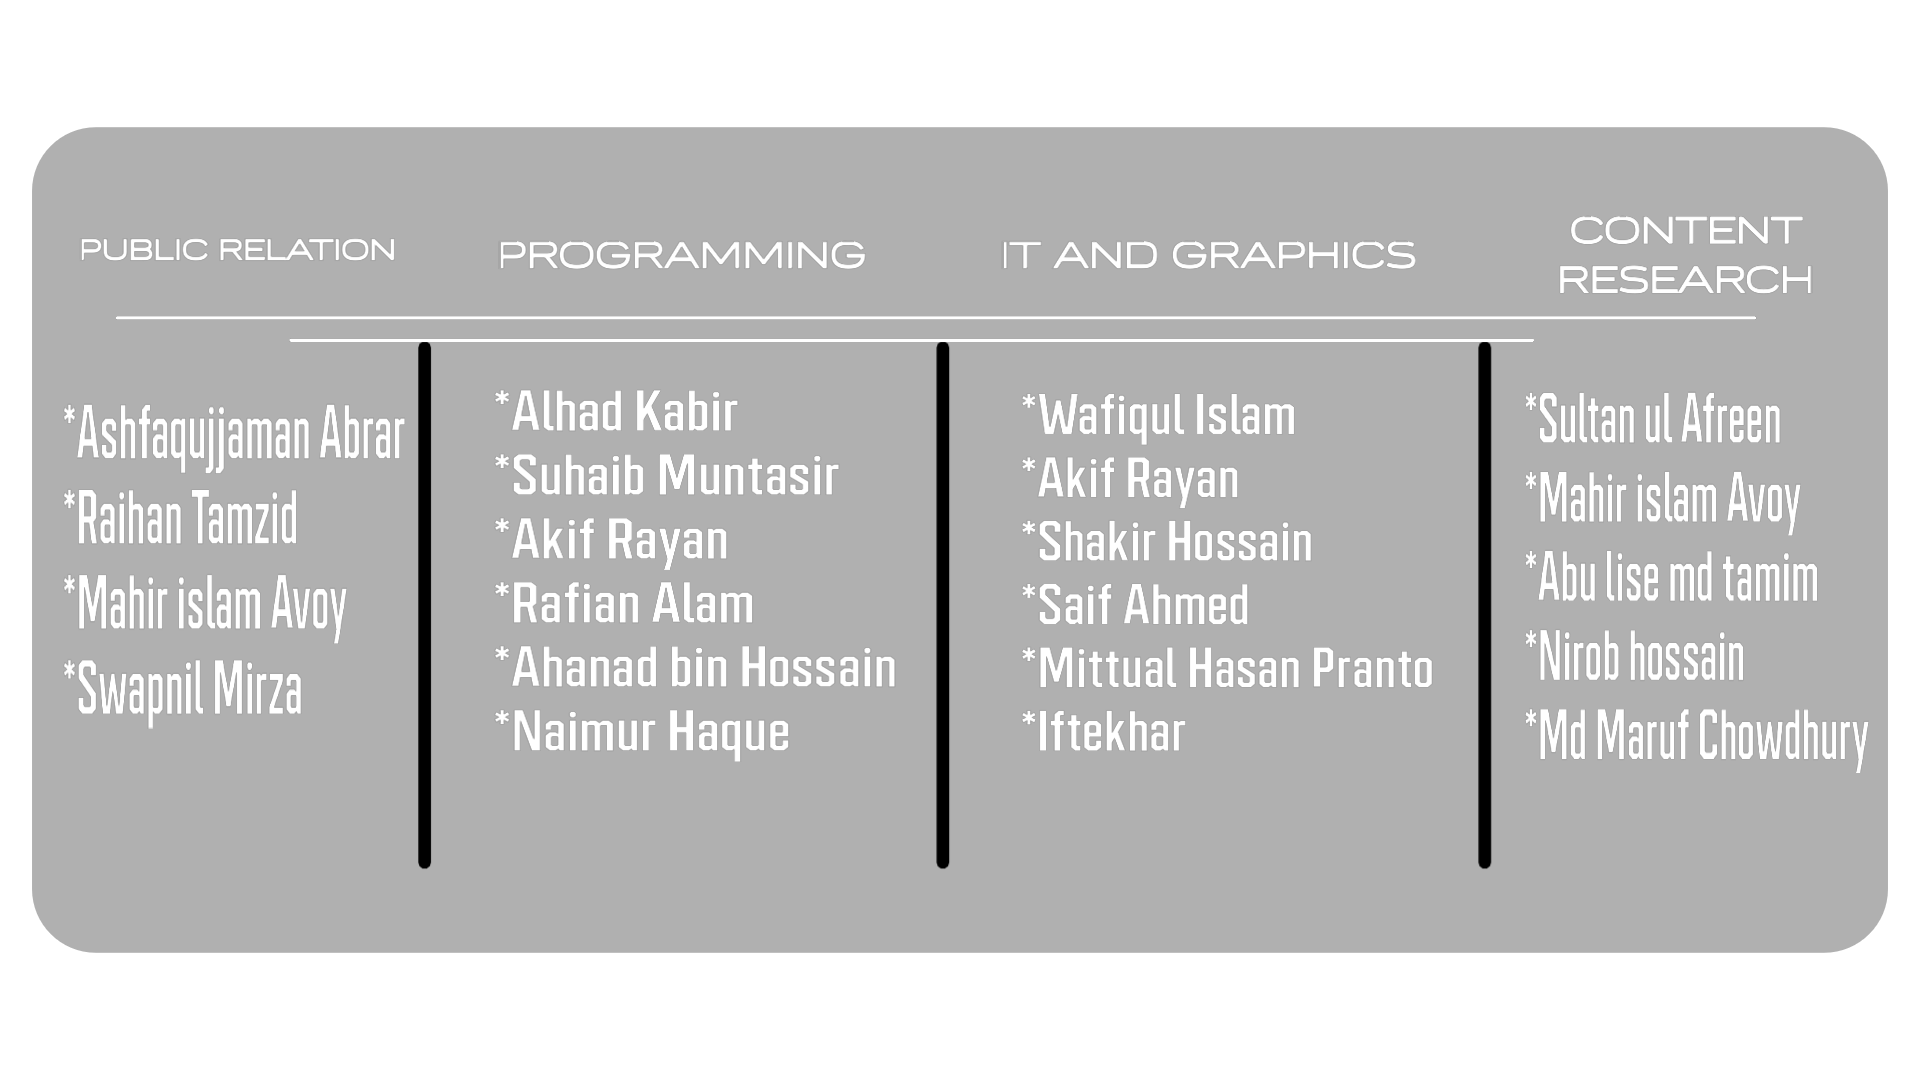 PUBLIC RELATION
*Ashfaqujjaman Abrar
*Raihan Tamzid
*Mahir islam Avoy
*Swapnil Mirza
PROGRAMMING
*Alhad Kabir
*Suhaib Muntasir
*Akif Rayan
*Rafian Alam
*Ahanad bin Hossain
*Naimur Haque
IT AND GRAPHICS
*Wafiqul Islam
*Akif Rayan
*Shakir Hossain
*Saif Ahmed
*Mittual Hasan Pranto
*Iftekhar
CONTENT
RESEARCH
*Sultan ul Afreen
*Mahir islam Avoy
*Abu lise md tamim
*Nirob hossain
*Md Maruf Chowdhury